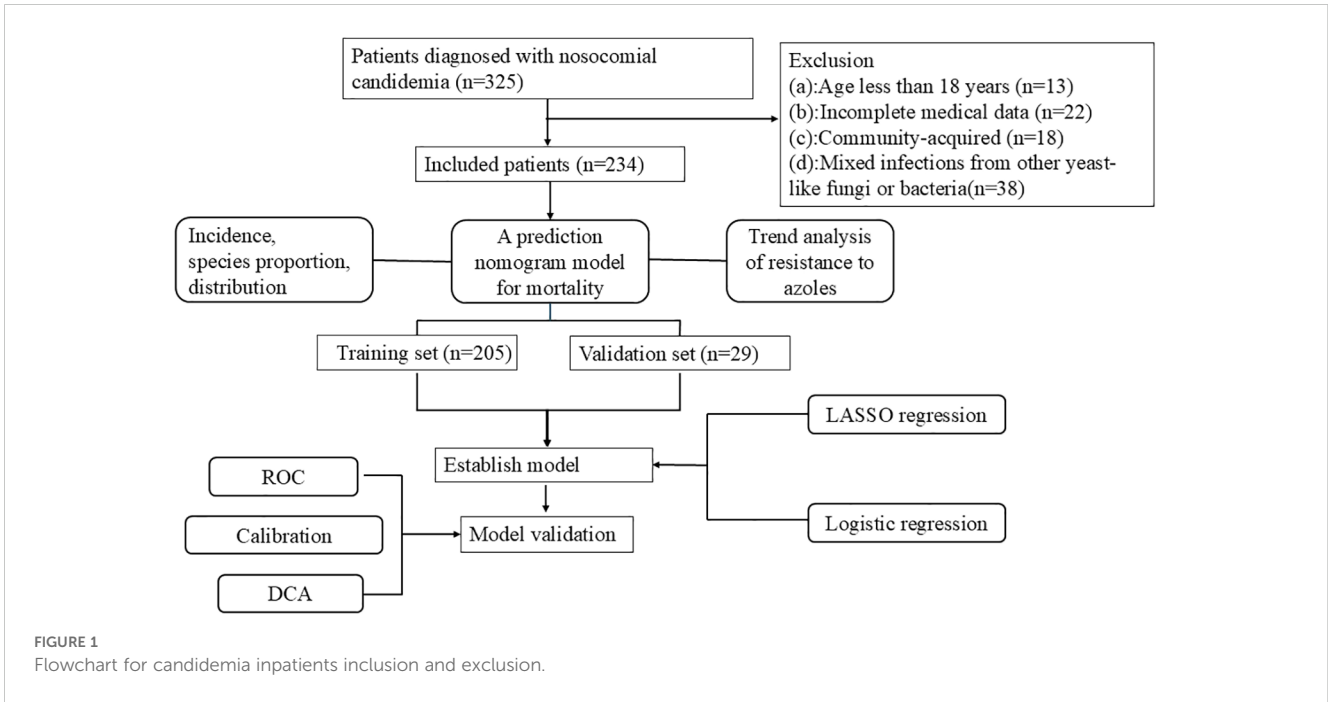 Patients diagnosed with nosocomial
candidemia (n=325)
Exclusion
(a):Age less than 18 years (n=13)
(b):Incomplete medical data (n=22)
(c):Community-acquired (n=18)
(d):Mixed infections from other yeast-
like fungi or bacteria(n=38)
Included patients (n=234)
Incidence,
species proportion,
distribution
A prediction
nomogram model
for mortality
Trend analysis
of resistance to
azoles
Training set (n=205)
Validation set (n=29)
LASSO regression
Establish model
ROC
Logistic regression
Calibration
Model validation
DCA
FIGURE 1
Flowchart for candidemia inpatients inclusion and exclusion.